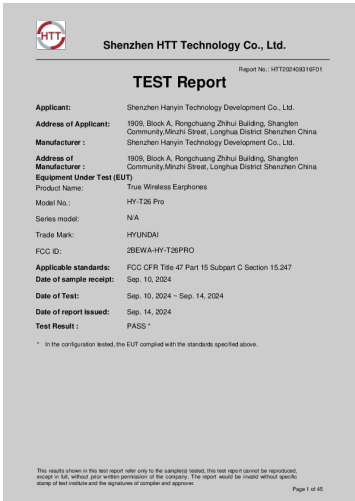 HTT
Shenzhen HTT Technology Co., Ltd.
Report No.: HTT202409316F01
TEST Report
Applicant: Shenzhen Hanyin Technology Development Co., Ltd.
Address of Applicant: 1909, Block A, Rongchuang Zhihui Building, Shangfen
Community,Minzhi Street, Longhua District Shenzhen China
Manufacturer : Shenzhen Hanyin Technology Development Co., Ltd.
Address of 1909, Block A, Rongchuang Zhihui Building, Shangfen
Manufacturer : Community,Minzhi Street, Longhua District Shenzhen China
Equipment Under Test (EUT)
Product Name: True Wireless Earphones
Model No.: HY-T26 Pro
Series model: N/A
Trade Mark: HYUNDAI
FCC ID: 2BEWA-HY-T26PRO
Applicable standards: FCC CFR Title 47 Part 15 Subpart C Section 15.247
Date of sample receipt: Sep. 10, 2024
Date of Test: Sep. 10, 2024 ~ Sep. 14, 2024
Date of report issued: Sep. 14, 2024
Test Result : PASS *
* In the configuration tested, the EUT complied with the standards specified above.
This results shown in this test report refer only to the sample(s) tested, this test report cannot be reproduced,
except in full, without prior written permission of the company. The report would be invalid without specific
stamp of test institute and the signatures of compiler and approver.
Page 1 of 45